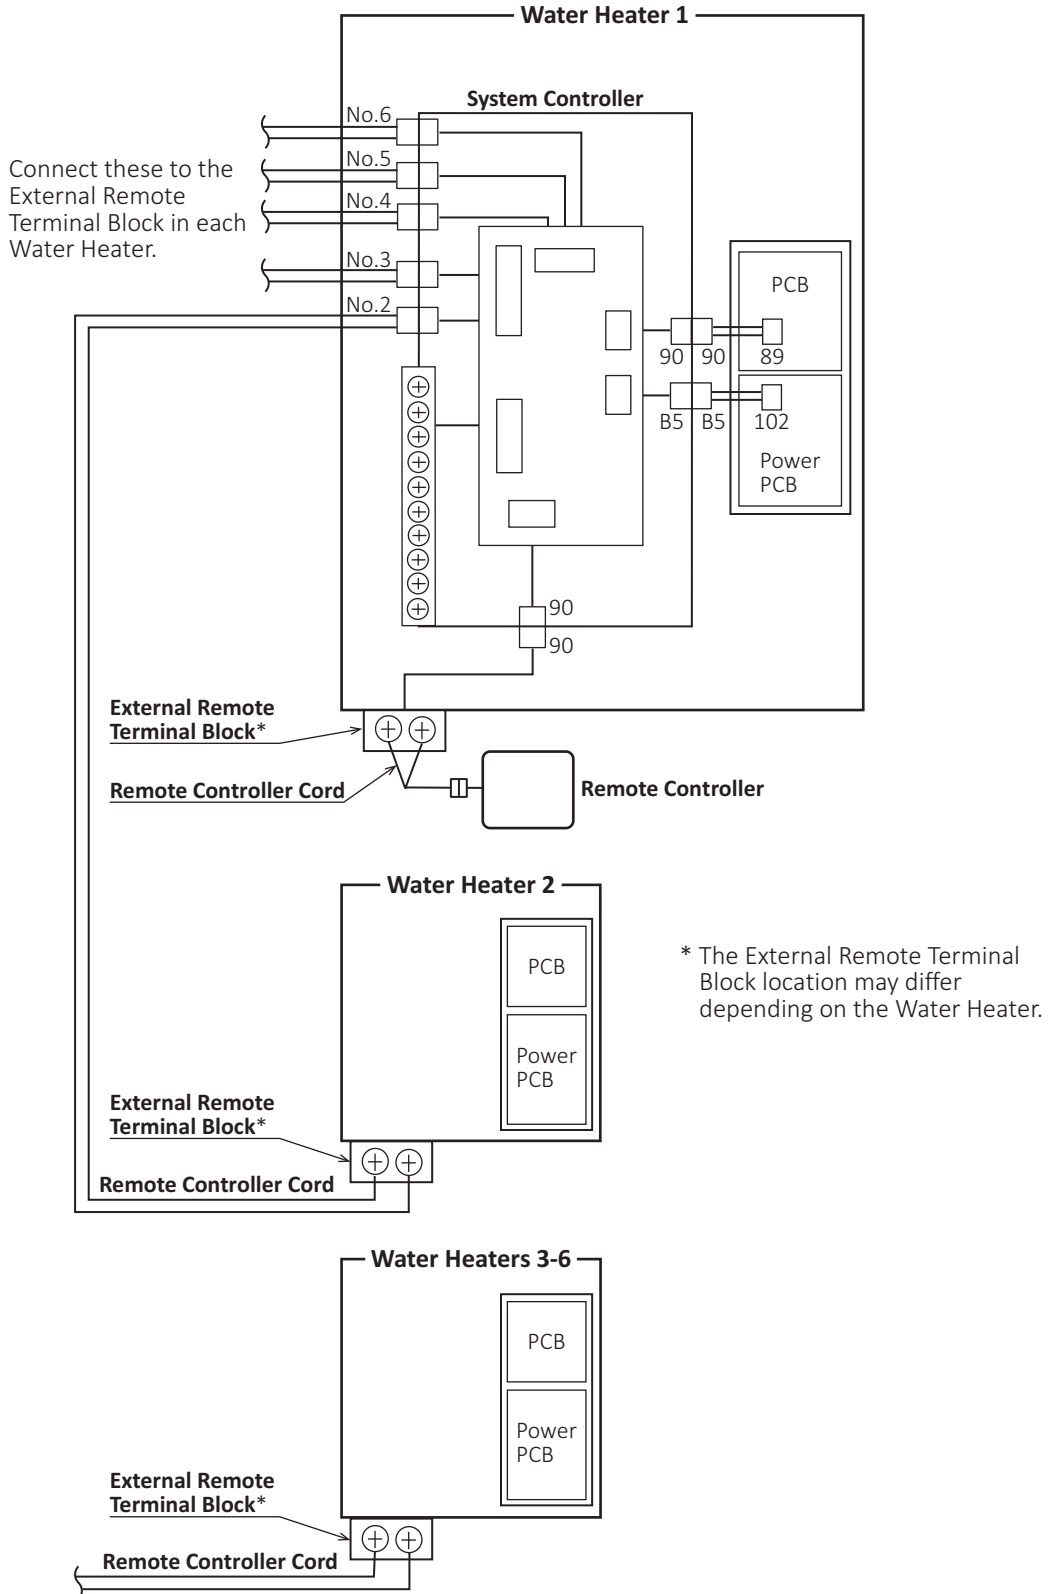 Water Heater 1
System Controller
No.6
No.5
No.4
No.3
No.2
Connect these to the
External Remote
Terminal Block in each
Water Heater.
PCB
90 90 89
B5 B5 102
Power
PCB
90
90
External Remote
Terminal Block*
Remote Controller Cord
Remote Controller
Water Heater 2
PCB
Power
PCB
* The External Remote Terminal
Block location may differ
depending on the Water Heater.
External Remote
Terminal Block*
Remote Controller Cord
Water Heaters 3-6
PCB
Power
PCB
External Remote
Terminal Block*
Remote Controller Cord